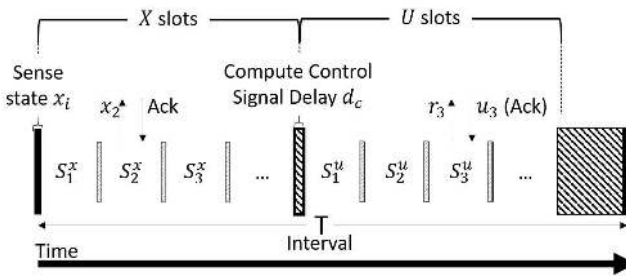 X slots
U slots
Sense
state x_i
x_2
Ack
Compute Control
Signal Delay d_c
r_3
u_3 (Ack)
S_1^x
S_2^x
S_3^x
...
S_1^u
S_2^u
S_3^u
...
T
Interval
Time